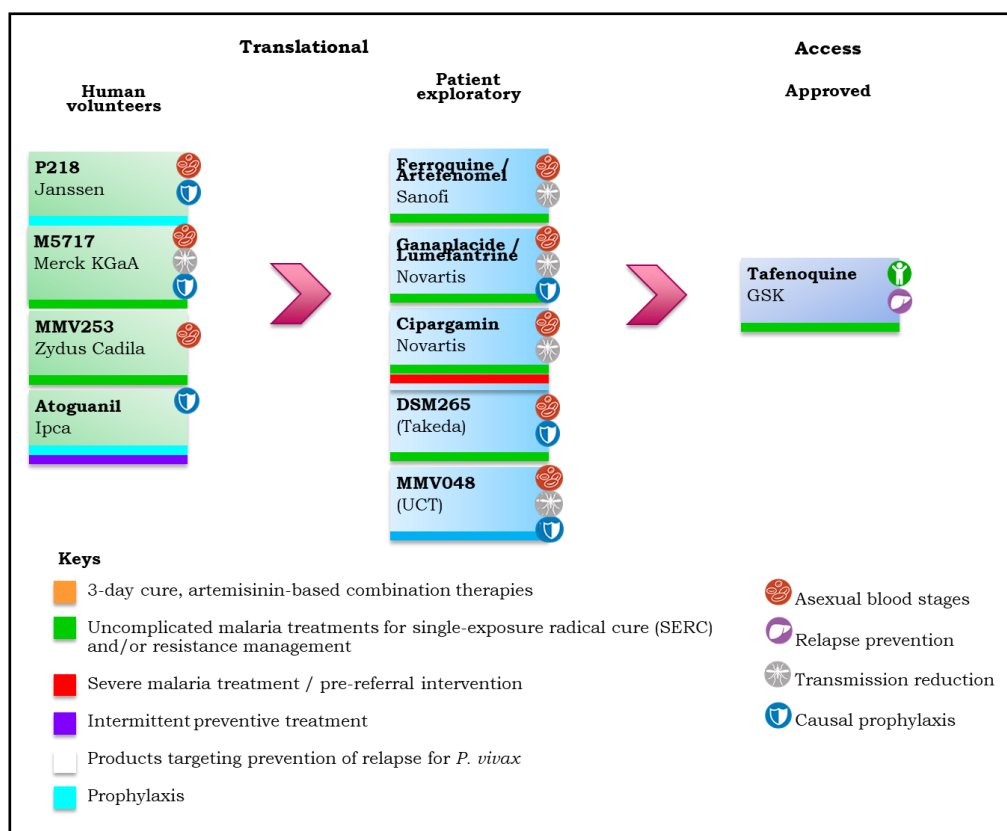 Translational
Access
Human
volunteers
Patient
exploratory
Approved
P218
Janssen
M5717
Merck KGaA
MMV253
Zydus Cadila
Atoguanil
Ipca
Ferroquine /
Artefenomel
Sanofi
Ganaplacide /
Lumefantrine
Novartis
Cipargamin
Novartis
DSM265
(Takeda)
MMV048
(UCT)
Tafenoquine
GSK
Keys
3-day cure, artemisinin-based combination therapies
Uncomplicated malaria treatments for single-exposure radical cure (SERC)
and/or resistance management
Severe malaria treatment / pre-referral intervention
Intermittent preventive treatment
Products targeting prevention of relapse for P. vivax
Prophylaxis
Asexual blood stages
Relapse prevention
Transmission reduction
Causal prophylaxis